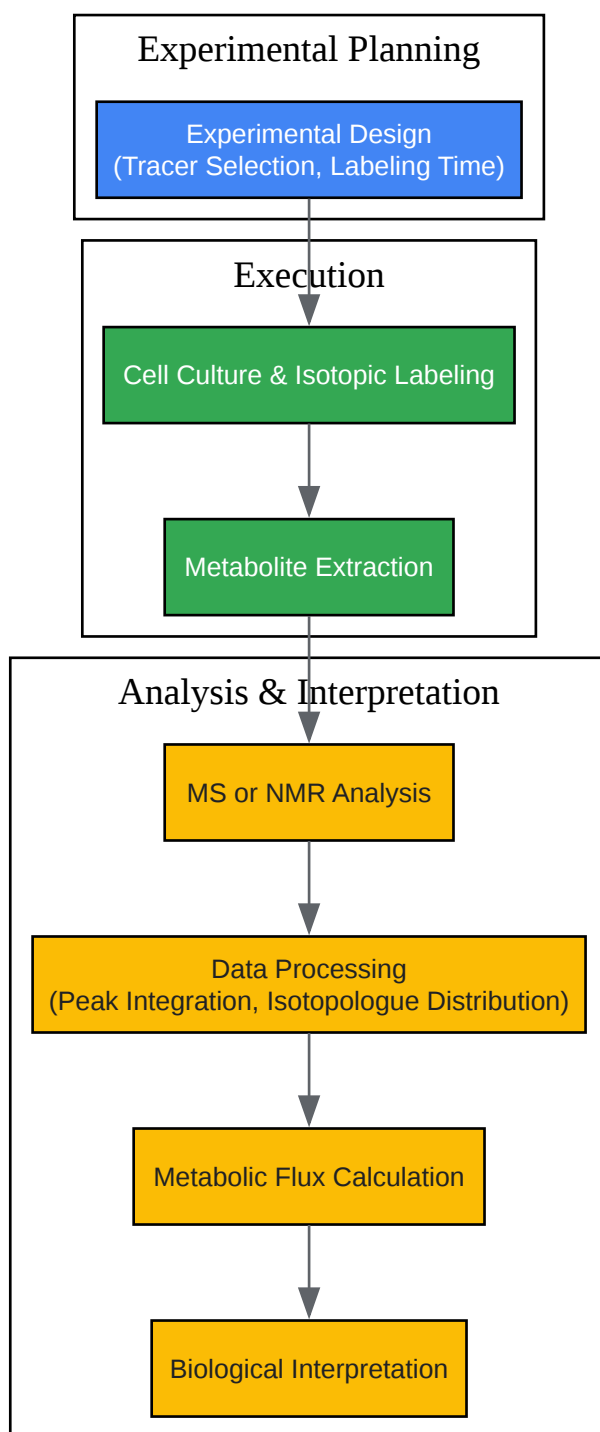 Experimental Planning
Experimental Design
(Tracer Selection, Labeling Time)
Execution
Cell Culture & Isotopic Labeling
Metabolite Extraction
Analysis & Interpretation
MS or NMR Analysis
Data Processing
(Peak Integration, Isotopologue Distribution)
Metabolic Flux Calculation
Biological Interpretation